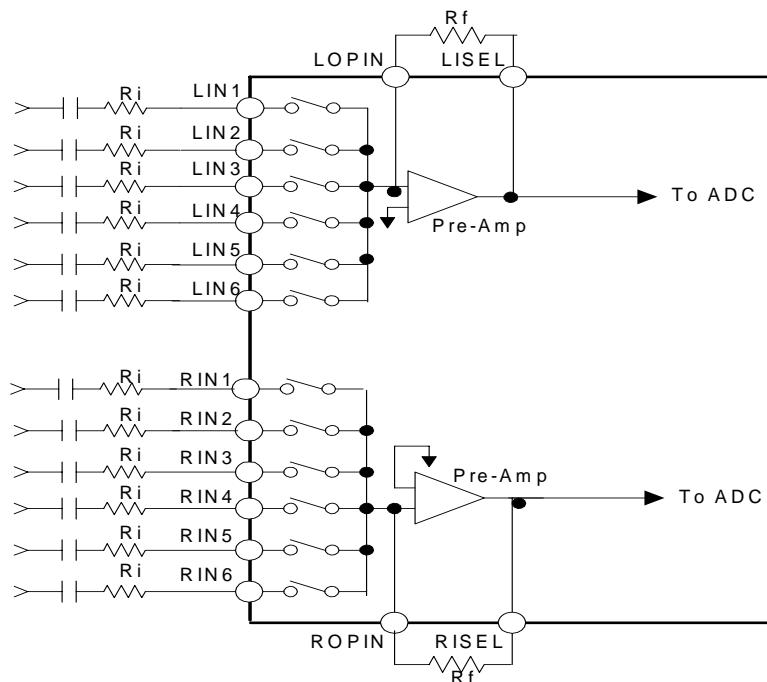 Rf
LOPIN LISEL
Ri LIN1
Ri LIN2
Ri LIN3
Ri LIN4
Ri LIN5
Ri LIN6
To ADC
Pre-Amp
Ri RIN1
Ri RIN2
Ri RIN3
Ri RIN4
Ri RIN5
Ri RIN6
Pre-Amp
To ADC
ROPIN RISEL
Rf